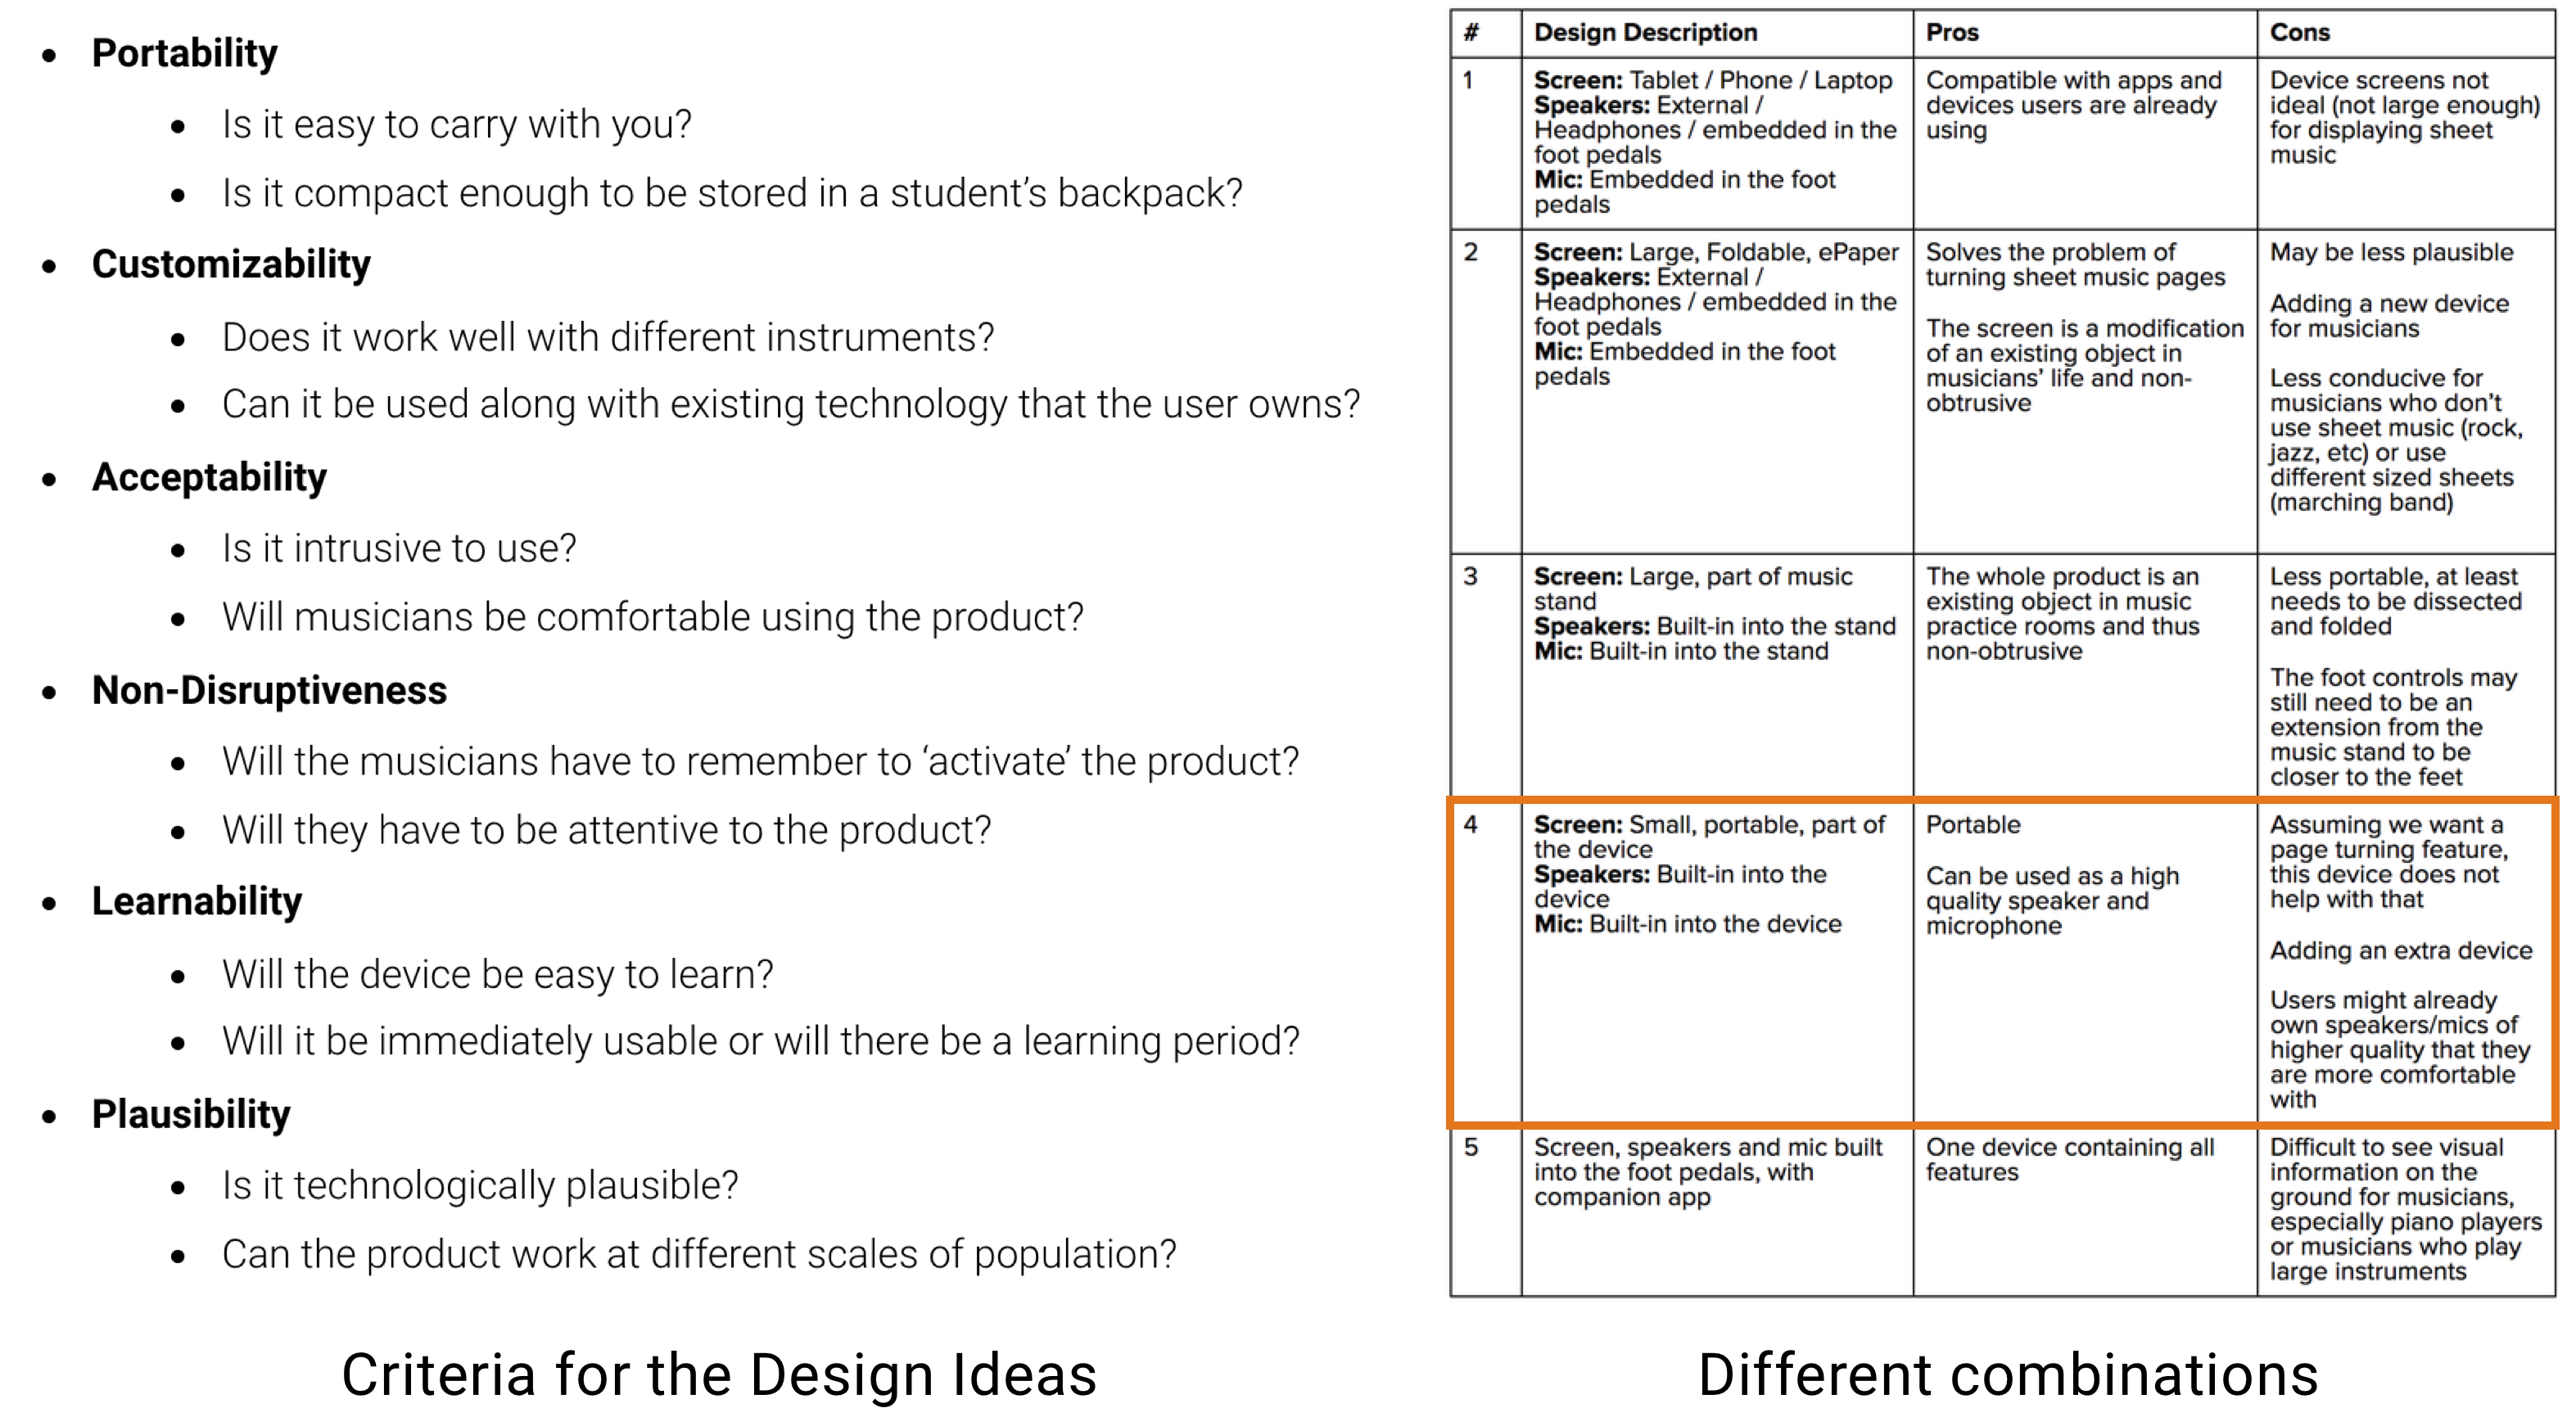 Portability
Is it easy to carry with you?
Is it compact enough to be stored in a student's backpack?
Customizability
Does it work well with different instruments?
Can it be used along with existing technology that the user owns?
Acceptability
Is it intrusive to use?
Will musicians be comfortable using the product?
Non-Disruptiveness
Will the musicians have to remember to ‘activate’ the product?
Will they have to be attentive to the product?
Learnability
Will the device be easy to learn?
Will it be immediately usable or will there be a learning period?
Plausibility
Is it technologically plausible?
Can the product work at different scales of population?
Criteria for the Design Ideas
# Design Description Pros Cons
1
Screen: Tablet / Phone / Laptop
Speakers: External /
Headphones / embedded in the
foot pedals
Mic: Embedded in the foot
pedals
Compatible with apps and
devices users are already
using
Device screens not
ideal (not large enough)
for displaying sheet
music
2
Screen: Large, Foldable, ePaper
Speakers: External /
Headphones / embedded in the
foot pedals
Mic: Embedded in the foot
pedals
Solves the problem of
turning sheet music pages
The screen is a modification
of an existing object in
musicians’ life and non-
obtrusive
May be less plausible
Adding a new device
for musicians
Less conducive for
musicians who don’t
use sheet music (rock,
jazz, etc) or use
different sized sheets
(marching band)
3
Screen: Large, part of music
stand
Speakers: Built-in into the stand
Mic: Built-in into the stand
The whole product is an
existing object in music
practice rooms and thus
non-obtrusive
Less portable, at least
needs to be dissected
and folded
The foot controls may
still need to be an
extension from the
music stand to be
closer to the feet
4
Screen: Small, portable, part of
the device
Speakers: Built-in into the
device
Mic: Built-in into the device
Portable
Can be used as a high
quality speaker and
microphone
Assuming we want a
page turning feature,
this device does not
help with that
Adding an extra device
Users might already
own speakers/mics of
higher quality that they
are more comfortable
with
5
Screen, speakers and mic built
into the foot pedals, with
companion app
One device containing all
features
Difficult to see visual
information on the
ground for musicians,
especially piano players
or musicians who play
large instruments
Different combinations